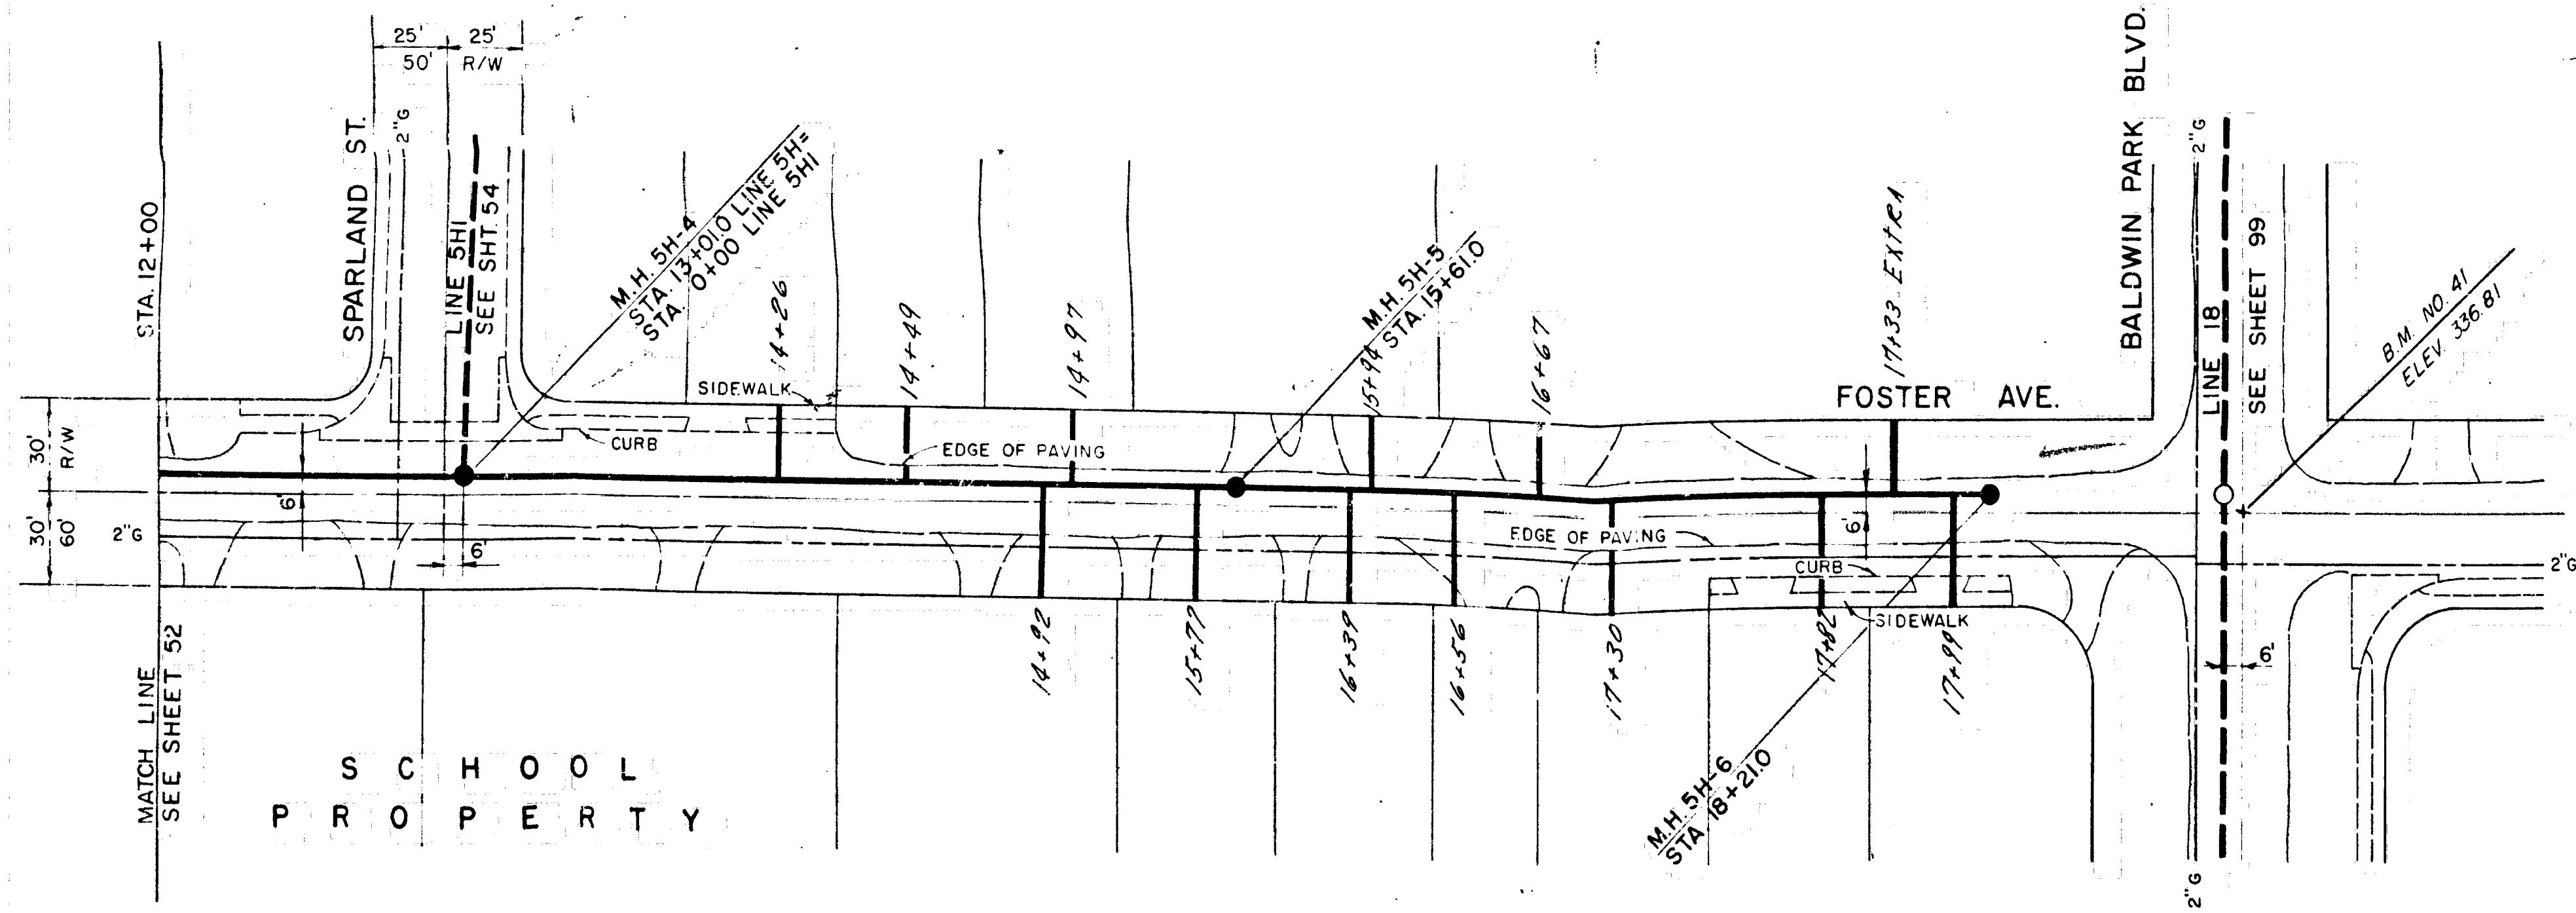 25' 25'
50' R/W
SPARLAND ST.
2"G
STA. 12+00
LINE 5H1
SEE SHT. 54
M.H. 5H-4
STA. 13+01.0 LINE 5H=
STA. 0+00 LINE 5H1
14+26
14+49
14+97
M.H. 5H-5
STA. 15+61.0
15+94
16+67
17+33 EXTRA
BALDWIN PARK BLVD.
2"G
LINE 18
SEE SHEET 99
B.M. NO. 41
ELEV. 336.81
FOSTER AVE.
SIDEWALK
CURB
EDGE OF PAVING
30'
R/W
30'
60'
2"G
6'
6'
EDGE OF PAVING
6'
CURB
SIDEWALK
2"G
6'
14+92
15+77
16+39
16+56
17+30
17+82
17+99
M.H. 5H-6
STA. 18+21.0
MATCH LINE
SEE SHEET 52
SCHOOL
PROPERTY
2"G